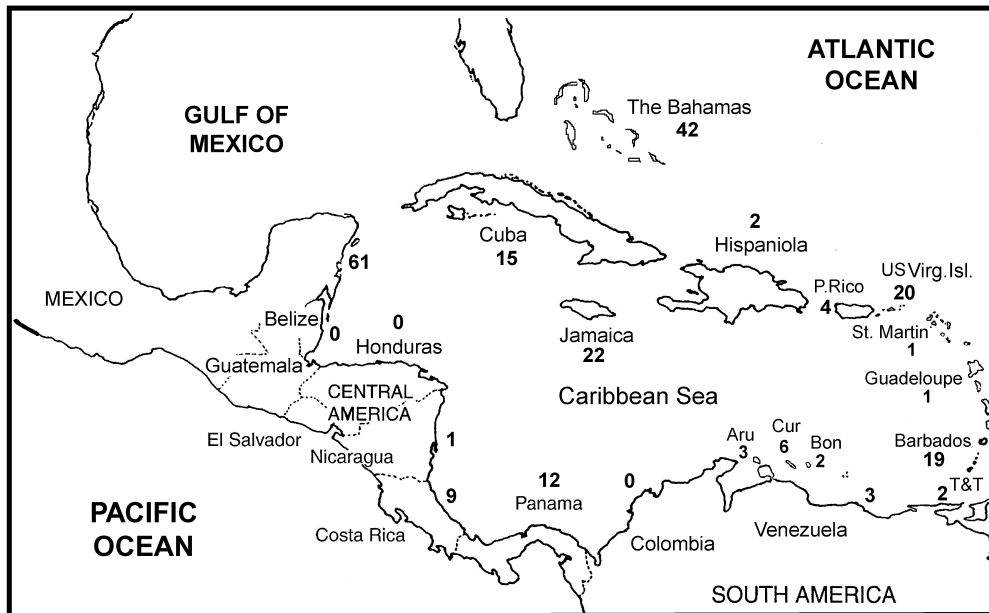 ATLANTIC
OCEAN
GULF OF
MEXICO
The Bahamas
42
2
Hispaniola
Cuba
15
61
US Virg. Isl.
20
P.Rico
4
MEXICO
Belize
0
0
Honduras
Jamaica
22
St. Martin
1
Guatemala
CENTRAL
AMERICA
Caribbean Sea
Guadeloupe
1
El Salvador
Nicaragua
1
Aru
3
Cur
6
Bon
2
Barbados
19
T&T
2
3
9
12
Panama
0
PACIFIC
OCEAN
Costa Rica
Colombia
Venezuela
SOUTH AMERICA